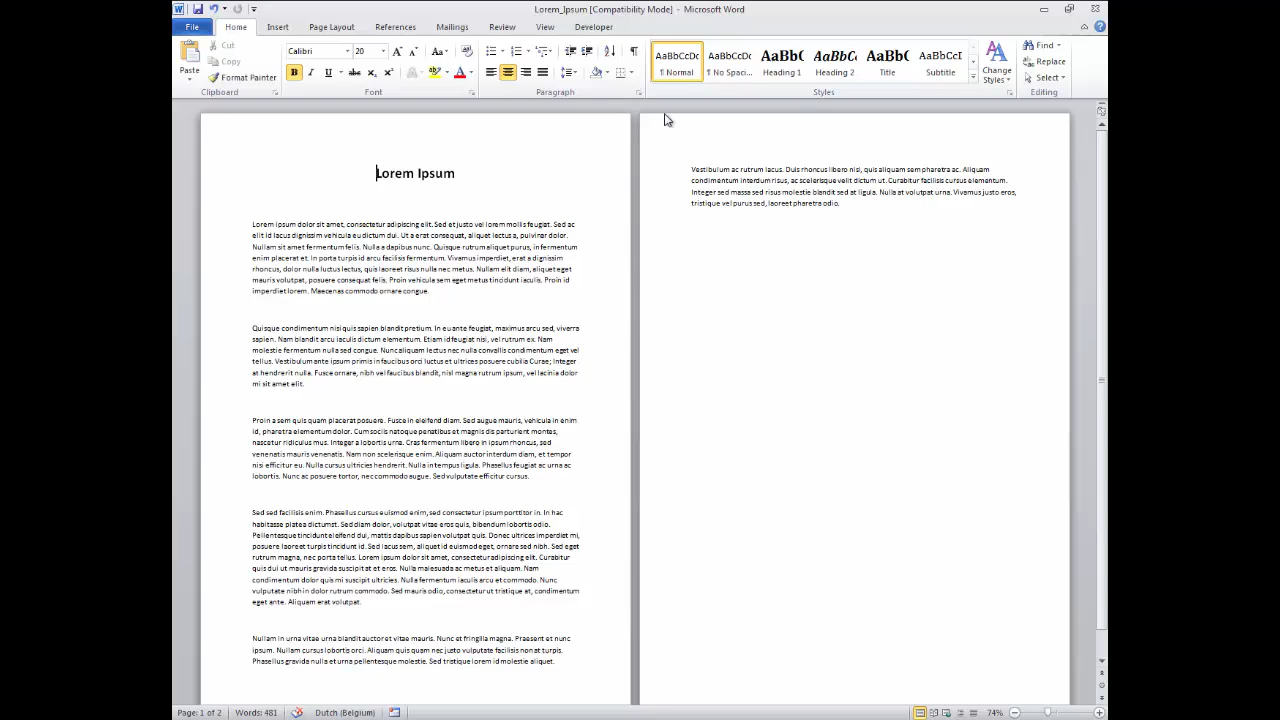 Lorem_Ipsum [Compatibility Mode] - Microsoft Word
File Home Insert Page Layout References Mailings Review View Developer
Paste
Cut
Copy
Format Painter
Calibri 20
AaBbCcDc AaBbCcDc AaBbC AaBbC AaBbC AaBbCcI
¶ Normal ¶ No Spaci... Heading 1 Heading 2 Title Subtitle
Change
Styles
Find
Replace
Select
Clipboard Font Paragraph Styles Editing
Lorem Ipsum
Lorem ipsum dolor sit amet, consectetur adipiscing elit. Sed et justo vel lorem mollis feugiat. Sed ac
elit id lacus dignissim vehicula eu dictum dui. Ut a erat consequat, aliquet lectus a, pulvinar dolor.
Nullam sit amet fermentum felis. Nulla a dapibus nunc. Quisque rutrum aliquet purus, in fermentum
enim placerat et. In porta turpis id arcu facilisis fermentum. Vivamus imperdiet, erat a dignissim
rhoncus, dolor nulla luctus lectus, quis laoreet risus nulla nec metus. Nullam elit diam, aliquet eget
mauris volutpat, posuere consequat felis. Proin vehicula sem eget metus tincidunt iaculis. Proin id
imperdiet lorem. Maecenas commodo ornare congue.
Quisque condimentum nisi quis sapien blandit pretium. In eu ante feugiat, maximus arcu sed, viverra
sapien. Nam blandit arcu iaculis dictum elementum. Etiam id feugiat nisi, vel rutrum ex. Nam
molestie fermentum nulla sed congue. Nunc aliquam lectus nec nulla convallis condimentum eget vel
tellus. Vestibulum ante ipsum primis in faucibus orci luctus et ultrices posuere cubilia Curae; Integer
at hendrerit nulla. Fusce ornare, nibh vel faucibus blandit, nisl magna rutrum ipsum, vel lacinia dolor
mi sit amet elit.
Proin a sem quis quam placerat posuere. Fusce in eleifend diam. Sed augue mauris, vehicula in enim
id, pharetra elementum dolor. Cum sociis natoque penatibus et magnis dis parturient montes,
nascetur ridiculus mus. Integer a lobortis urna. Cras fermentum libero in ipsum rhoncus, sed
venenatis mauris venenatis. Nam non scelerisque enim. Aliquam auctor interdum diam, et tempor
nisi efficitur eu. Nulla cursus ultricies hendrerit. Nulla in tempus ligula. Phasellus feugiat ac urna ac
lobortis. Nunc ac posuere tortor, nec commodo augue. Sed vulputate efficitur cursus.
Sed sed facilisis enim. Phasellus cursus euismod enim, sed consectetur ipsum porttitor in. In hac
habitasse platea dictumst. Sed diam dolor, volutpat vitae eros quis, bibendum lobortis odio.
Pellentesque tincidunt eleifend dui, mattis dapibus sapien volutpat quis. Donec ultrices imperdiet mi,
posuere laoreet turpis tincidunt id. Sed lacus sem, aliquet id euismod eget, ornare sed nibh. Sed eget
rutrum magna, nec porta tellus. Lorem ipsum dolor sit amet, consectetur adipiscing elit. Curabitur
quis dui ut mauris gravida suscipit at et eros. Nulla malesuada ac metus et aliquam. Nam
condimentum dolor quis mi suscipit ultricies. Nulla fermentum iaculis arcu et commodo. Nunc
vulputate nibh in dolor rutrum commodo. Sed mauris odio, consectetur ut tristique at, condimentum
eget ante. Aliquam erat volutpat.
Nullam in urna vitae urna blandit auctor et vitae mauris. Nunc et fringilla magna. Praesent et nunc
ipsum. Nullam cursus lobortis orci. Aliquam quis quam nec justo vulputate facilisis non at turpis.
Phasellus gravida nulla et urna pellentesque molestie. Sed tristique lorem id molestie aliquet.
Vestibulum ac rutrum lacus. Duis rhoncus libero nisl, quis aliquam sem pharetra ac. Aliquam
condimentum interdum risus, ac scelerisque velit dictum ut. Curabitur facilisis cursus elementum.
Integer sed massa sed risus molestie blandit sed at ligula. Nulla at volutpat urna. Vivamus justo eros,
tristique vel purus sed, laoreet pharetra odio.
Page: 1 of 2 Words: 481 Dutch (Belgium) 74%